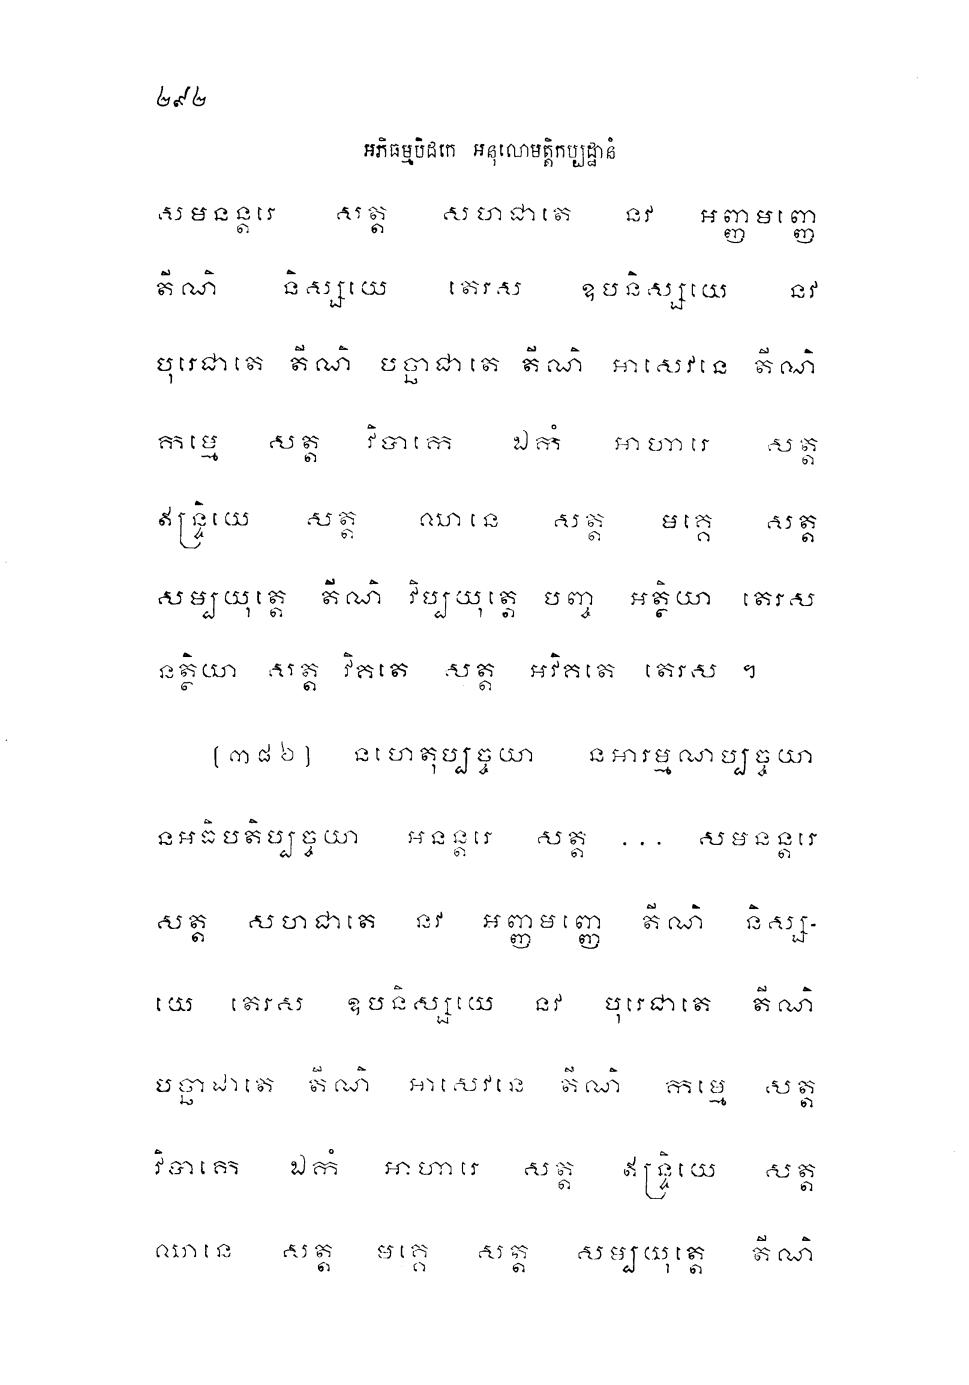 ២៩២
អភិធម្មបិដកេ អនុលោមត្តិកប្បដ្ឋានំ
សមនន្តរេ សត្ត សហជាតេ នវ អញ្ញមញ្ញេ
តីណិ និស្សយេ តេរស ឧបនិស្សយេ នវ
បុរេជាតេ តីណិ បច្ឆាជាតេ តីណិ អាសេវនេ តីណិ
កម្មេ សត្ត វិបាកេ ឯកំ អាហារេ សត្ត
ឥន្ទ្រិយេ សត្ត ឈានេ សត្ត មគ្គេ សត្ត
សម្បយុត្តេ តីណិ វិប្បយុត្តេ បញ្ច អត្ថិយា តេរស
នត្ថិយា សត្ត វិគតេ សត្ត អវិគតេ តេរស ។
[៣៨៦] នហេតុប្បច្ចយា នអារម្មណប្បច្ចយា
នអធិបតិប្បច្ចយា អនន្តរេ សត្ត ... សមនន្តរេ
សត្ត សហជាតេ នវ អញ្ញមញ្ញេ តីណិ និស្ស-
យេ តេរស ឧបនិស្សយេ នវ បុរេជាតេ តីណិ
បច្ឆាជាតេ តីណិ អាសេវនេ តីណិ កម្មេ សត្ត
វិបាកេ ឯកំ អាហារេ សត្ត ឥន្ទ្រិយេ សត្ត
ឈានេ សត្ត មគ្គេ សត្ត សម្បយុត្តេ តីណិ